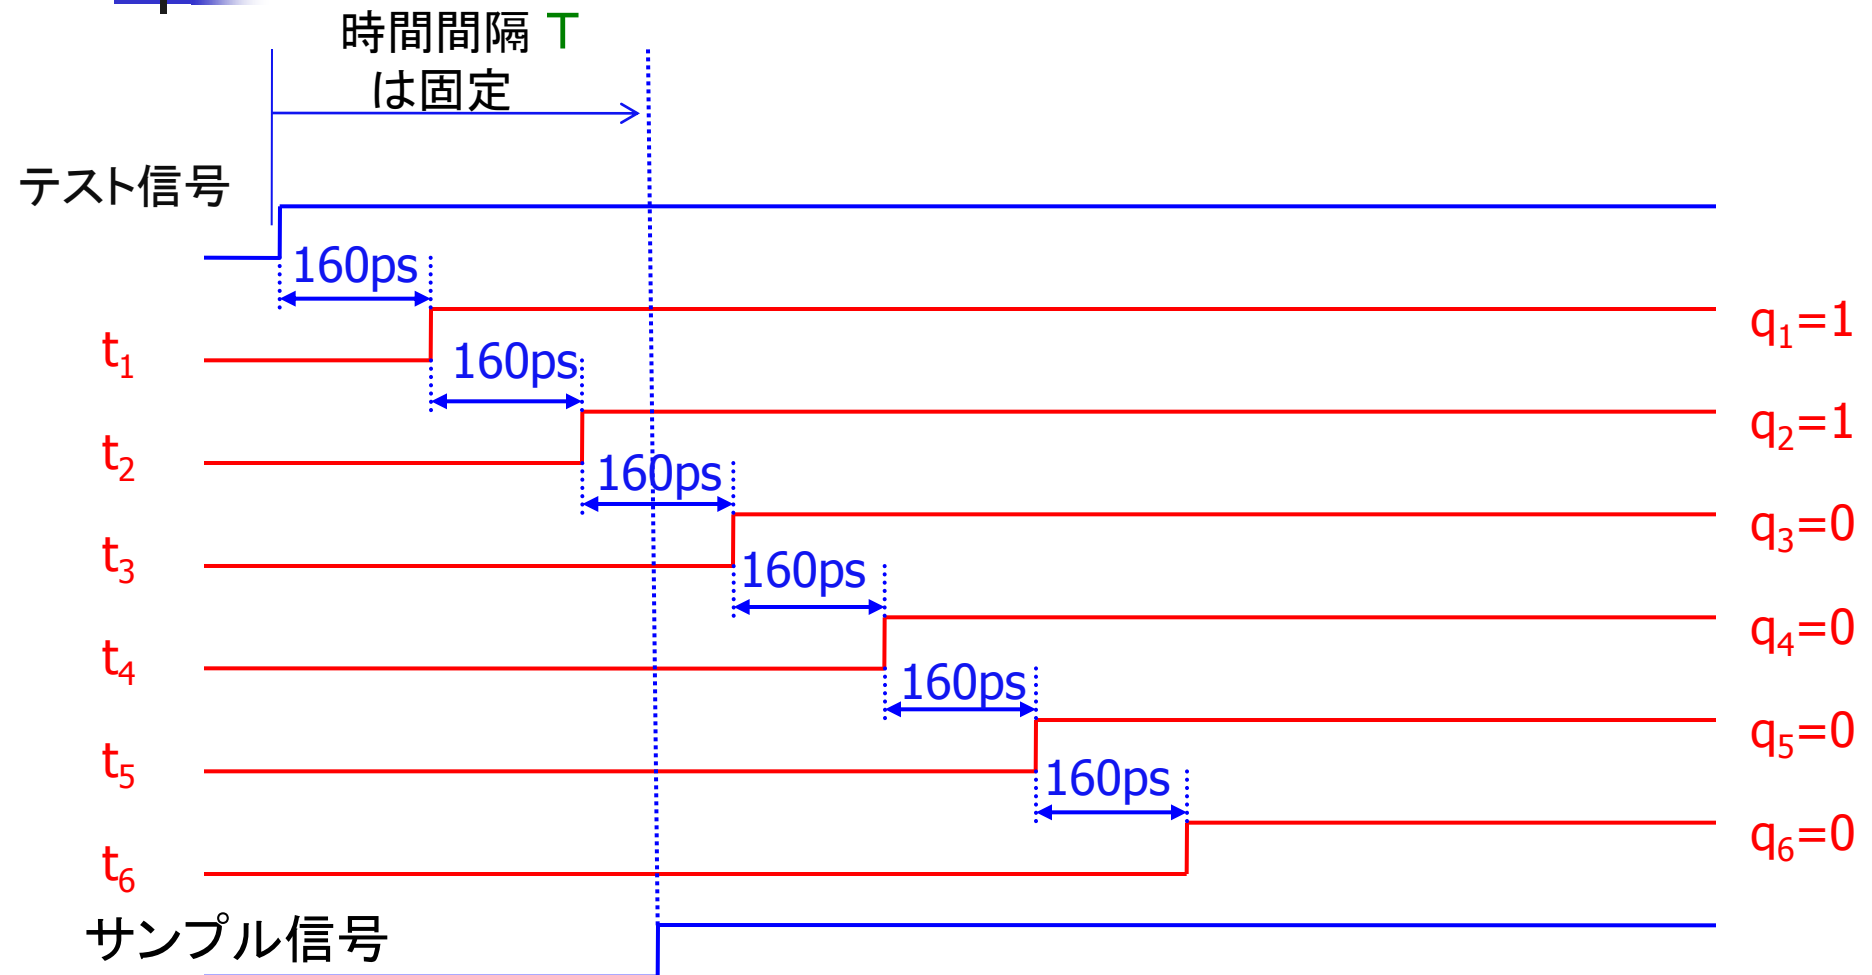 時間間隔 T
は固定
テスト信号
160ps
t1
q1=1
160ps
t2
q2=1
160ps
t3
q3=0
160ps
t4
q4=0
160ps
t5
q5=0
160ps
t6
q6=0
サンプル信号